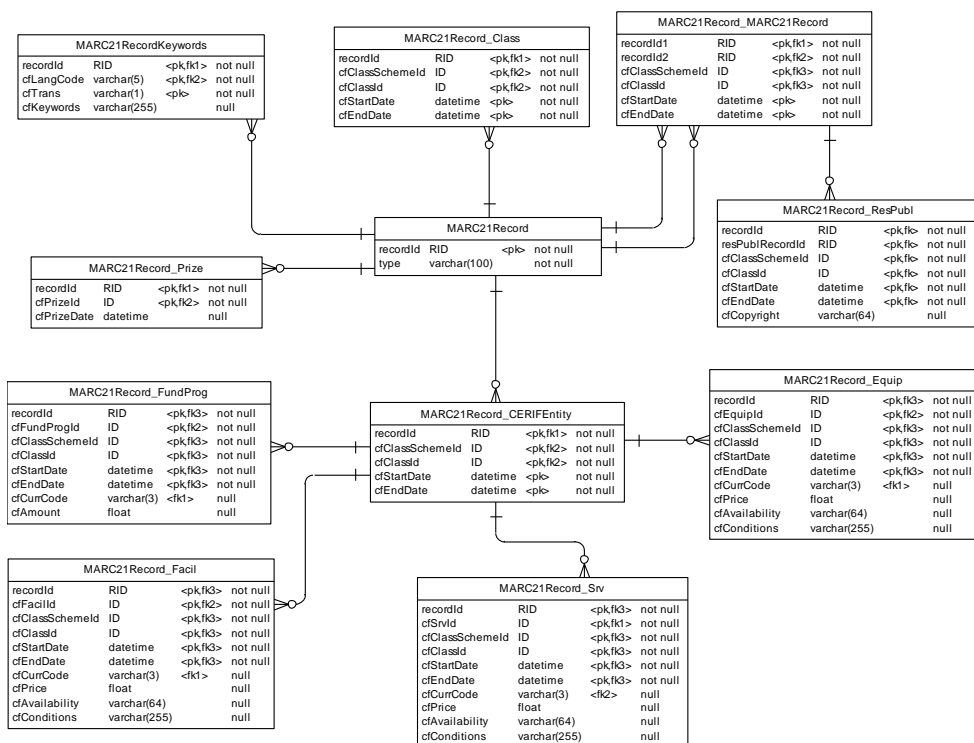 MARC21RecordKeywords
recordId RID <pk,fk1> not null
cfLangCode varchar(5) <pk,fk2> not null
cfTrans varchar(1) <pk> not null
cfKeywords varchar(255) null
MARC21Record_Class
recordId RID <pk,fk1> not null
cfClassSchemeId ID <pk,fk2> not null
cfClassId ID <pk,fk2> not null
cfStartDate datetime <pk> not null
cfEndDate datetime <pk> not null
MARC21Record_MARC21Record
recordId1 RID <pk,fk1> not null
recordId2 RID <pk,fk2> not null
cfClassSchemeId ID <pk,fk3> not null
cfClassId ID <pk,fk3> not null
cfStartDate datetime <pk> not null
cfEndDate datetime <pk> not null
MARC21Record
recordId RID <pk> not null
type varchar(100) not null
MARC21Record_ResPubl
recordId RID <pk,fk> not null
resPublRecordId RID <pk,fk> not null
cfClassSchemeId ID <pk,fk> not null
cfClassId ID <pk,fk> not null
cfStartDate datetime <pk,fk> not null
cfEndDate datetime <pk,fk> not null
cfCopyright varchar(64) null
MARC21Record_Prize
recordId RID <pk,fk1> not null
cfPrizeId ID <pk,fk2> not null
cfPrizeDate datetime null
MARC21Record_FundProg
recordId RID <pk,fk3> not null
cfFundProgId ID <pk,fk2> not null
cfClassSchemeId ID <pk,fk3> not null
cfClassId ID <pk,fk3> not null
cfStartDate datetime <pk,fk3> not null
cfEndDate datetime <pk,fk3> not null
cfCurrCode varchar(3) <fk1> null
cfAmount float null
MARC21Record_CERIFEntity
recordId RID <pk,fk1> not null
cfClassSchemeId ID <pk,fk2> not null
cfClassId ID <pk,fk2> not null
cfStartDate datetime <pk> not null
cfEndDate datetime <pk> not null
MARC21Record_Equip
recordId RID <pk,fk3> not null
cfEquipId ID <pk,fk2> not null
cfClassSchemeId ID <pk,fk3> not null
cfClassId ID <pk,fk3> not null
cfStartDate datetime <pk,fk3> not null
cfEndDate datetime <pk,fk3> not null
cfCurrCode varchar(3) <fk1> null
cfPrice float null
cfAvailability varchar(64) null
cfConditions varchar(255) null
MARC21Record_Facil
recordId RID <pk,fk3> not null
cfFacilId ID <pk,fk2> not null
cfClassSchemeId ID <pk,fk3> not null
cfClassId ID <pk,fk3> not null
cfStartDate datetime <pk,fk3> not null
cfEndDate datetime <pk,fk3> not null
cfCurrCode varchar(3) <fk1> null
cfPrice float null
cfAvailability varchar(64) null
cfConditions varchar(255) null
MARC21Record_Srv
recordId RID <pk,fk3> not null
cfSrvId ID <pk,fk1> not null
cfClassSchemeId ID <pk,fk3> not null
cfClassId ID <pk,fk3> not null
cfStartDate datetime <pk,fk3> not null
cfEndDate datetime <pk,fk3> not null
cfCurrCode varchar(3) <fk2> null
cfPrice float null
cfAvailability varchar(64) null
cfConditions varchar(255) null